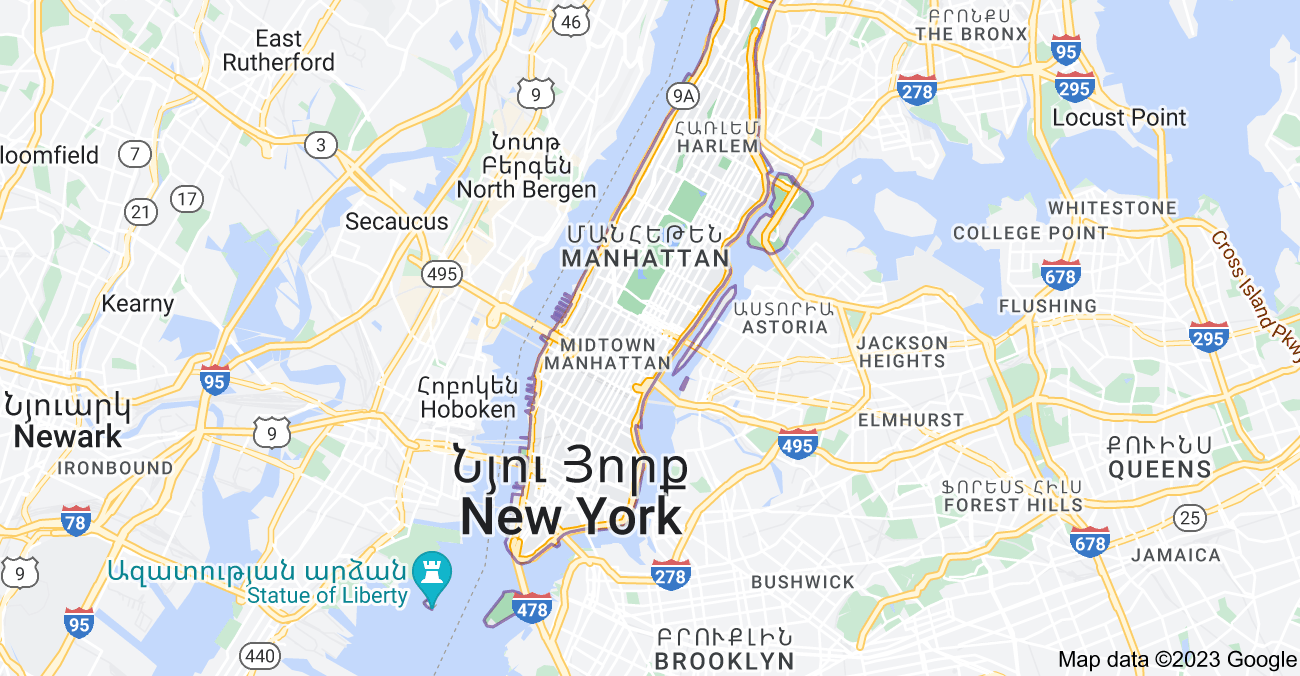 46
ԲՐՈՆՔՍ
THE BRONX
East
Rutherford
95
9
278
295
9A
Locust Point
ՀԱՌԼԵՄ
HARLEM
3
Նոտթ
Բերգեն
North Bergen
loomfield
7
17
21
Secaucus
WHITESTONE
COLLEGE POINT
ՄԱՆՀԵԹԵՆ
MANHATTAN
Cross Island Pkwy
495
678
Kearny
ԱՍՏՈՐԻԱ
ASTORIA
FLUSHING
295
MIDTOWN
MANHATTAN
JACKSON
HEIGHTS
95
Հոբոկեն
Hoboken
Նյուարկ
Newark
9
ELMHURST
495
ՔՈՒԻՆՍ
QUEENS
IRONBOUND
Նյու Յորք
New York
ՖՈՐԵՍՏ ՀԻԼՍ
FOREST HILLS
78
25
678
JAMAICA
9
Ազատության արձան
Statue of Liberty
278
BUSHWICK
478
95
ԲՐՈՒՔԼԻՆ
BROOKLYN
440
Map data ©2023 Google